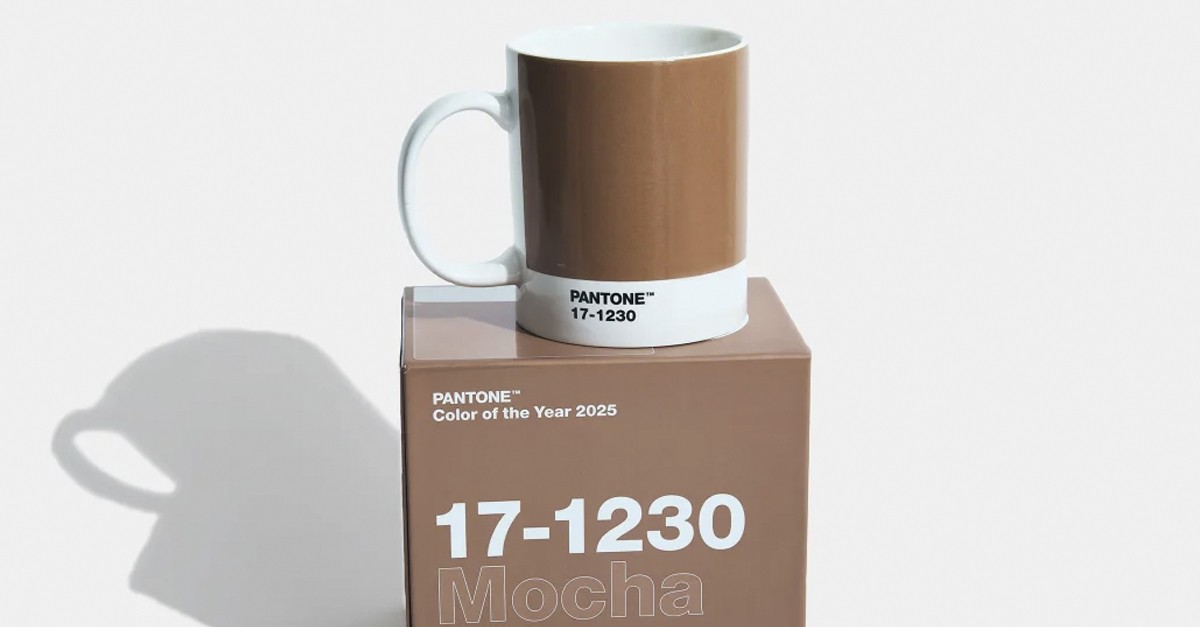 PANTONE™
17-1230
PANTONE™
Color of the Year 2025
17-1230
Mocha